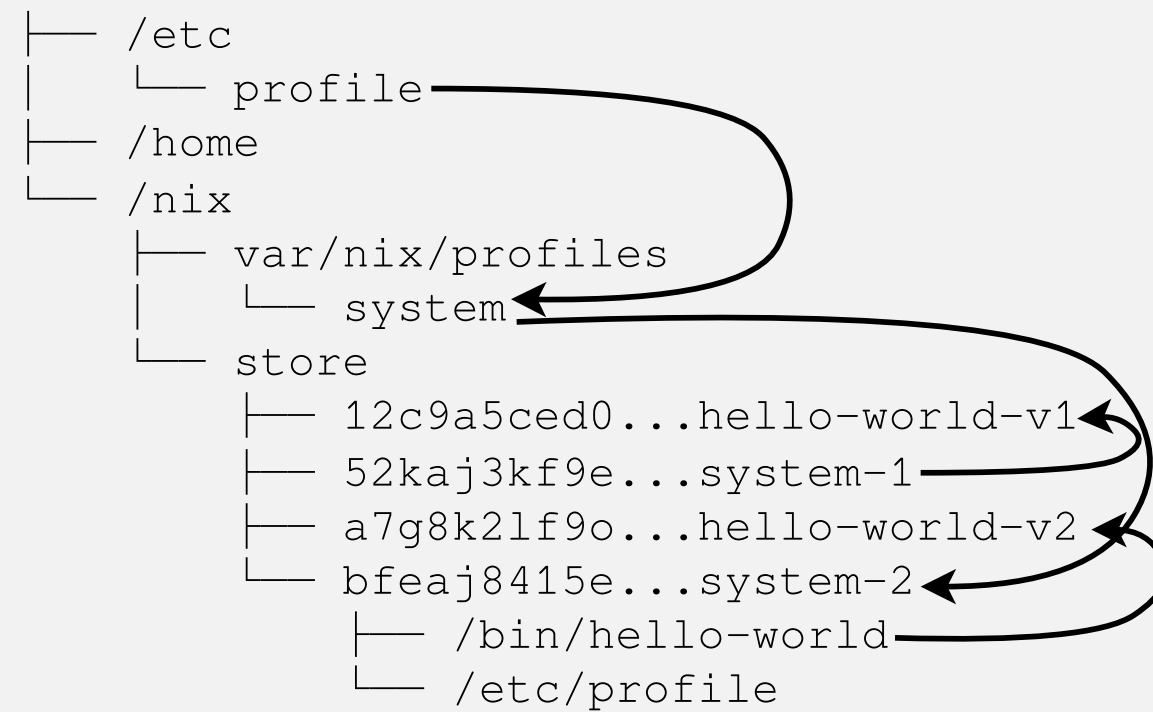 /etc
profile
/home
/nix
var/nix/profiles
system
store
12c9a5ced0...hello-world-v1
52kaj3kf9e...system-1
a7g8k2lf9o...hello-world-v2
bfeaj8415e...system-2
/bin/hello-world
/etc/profile